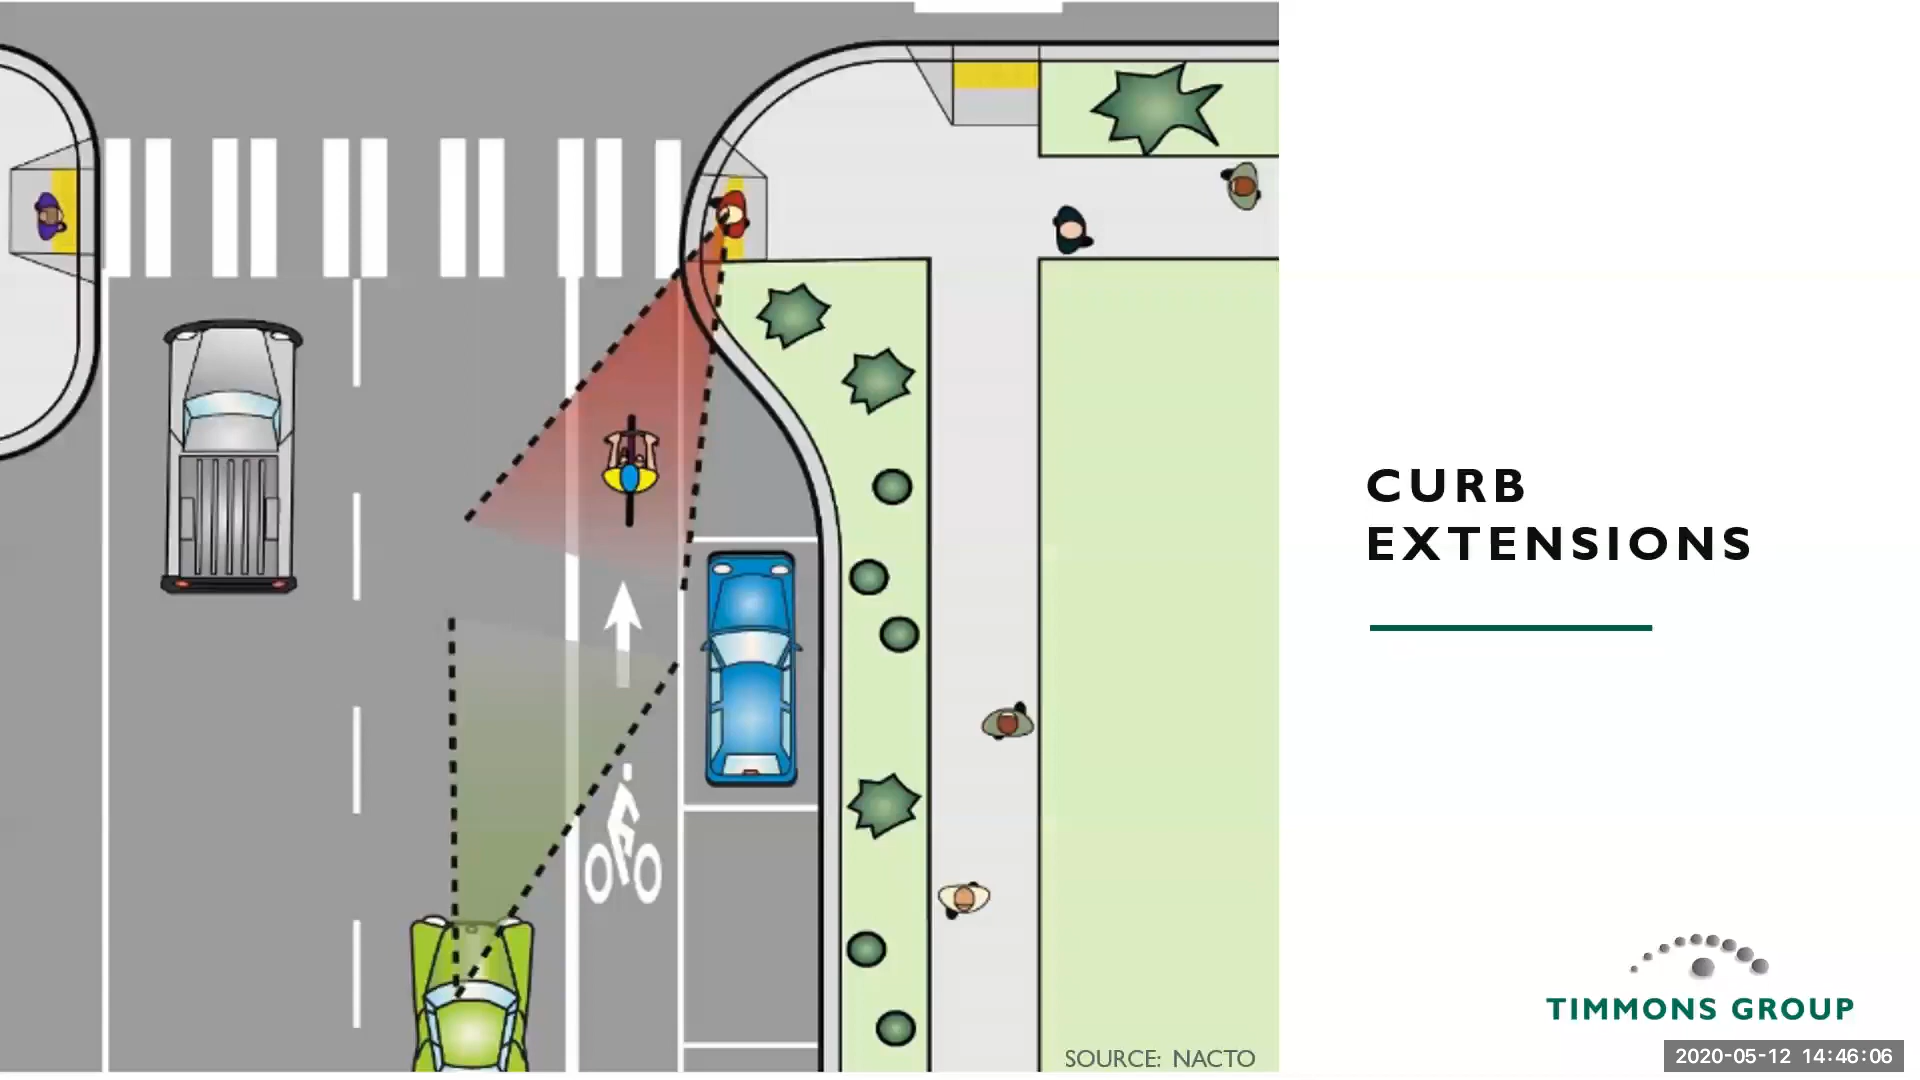 CURB
EXTENSIONS
TIMMONS GROUP
SOURCE: NACTO
2020-05-12 14:46:06